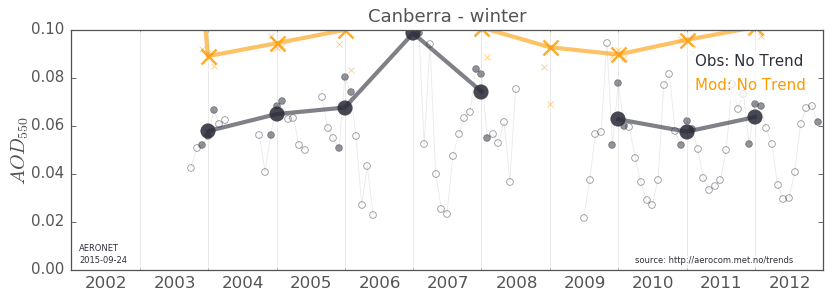 Canberra - winter
0.10
0.08
0.06
0.04
0.02
0.00
AOD550
Obs: No Trend
Mod: No Trend
AERONET
2015-09-24
source: http://aerocom.met.no/trends
2002 2003 2004 2005 2006 2007 2008 2009 2010 2011 2012